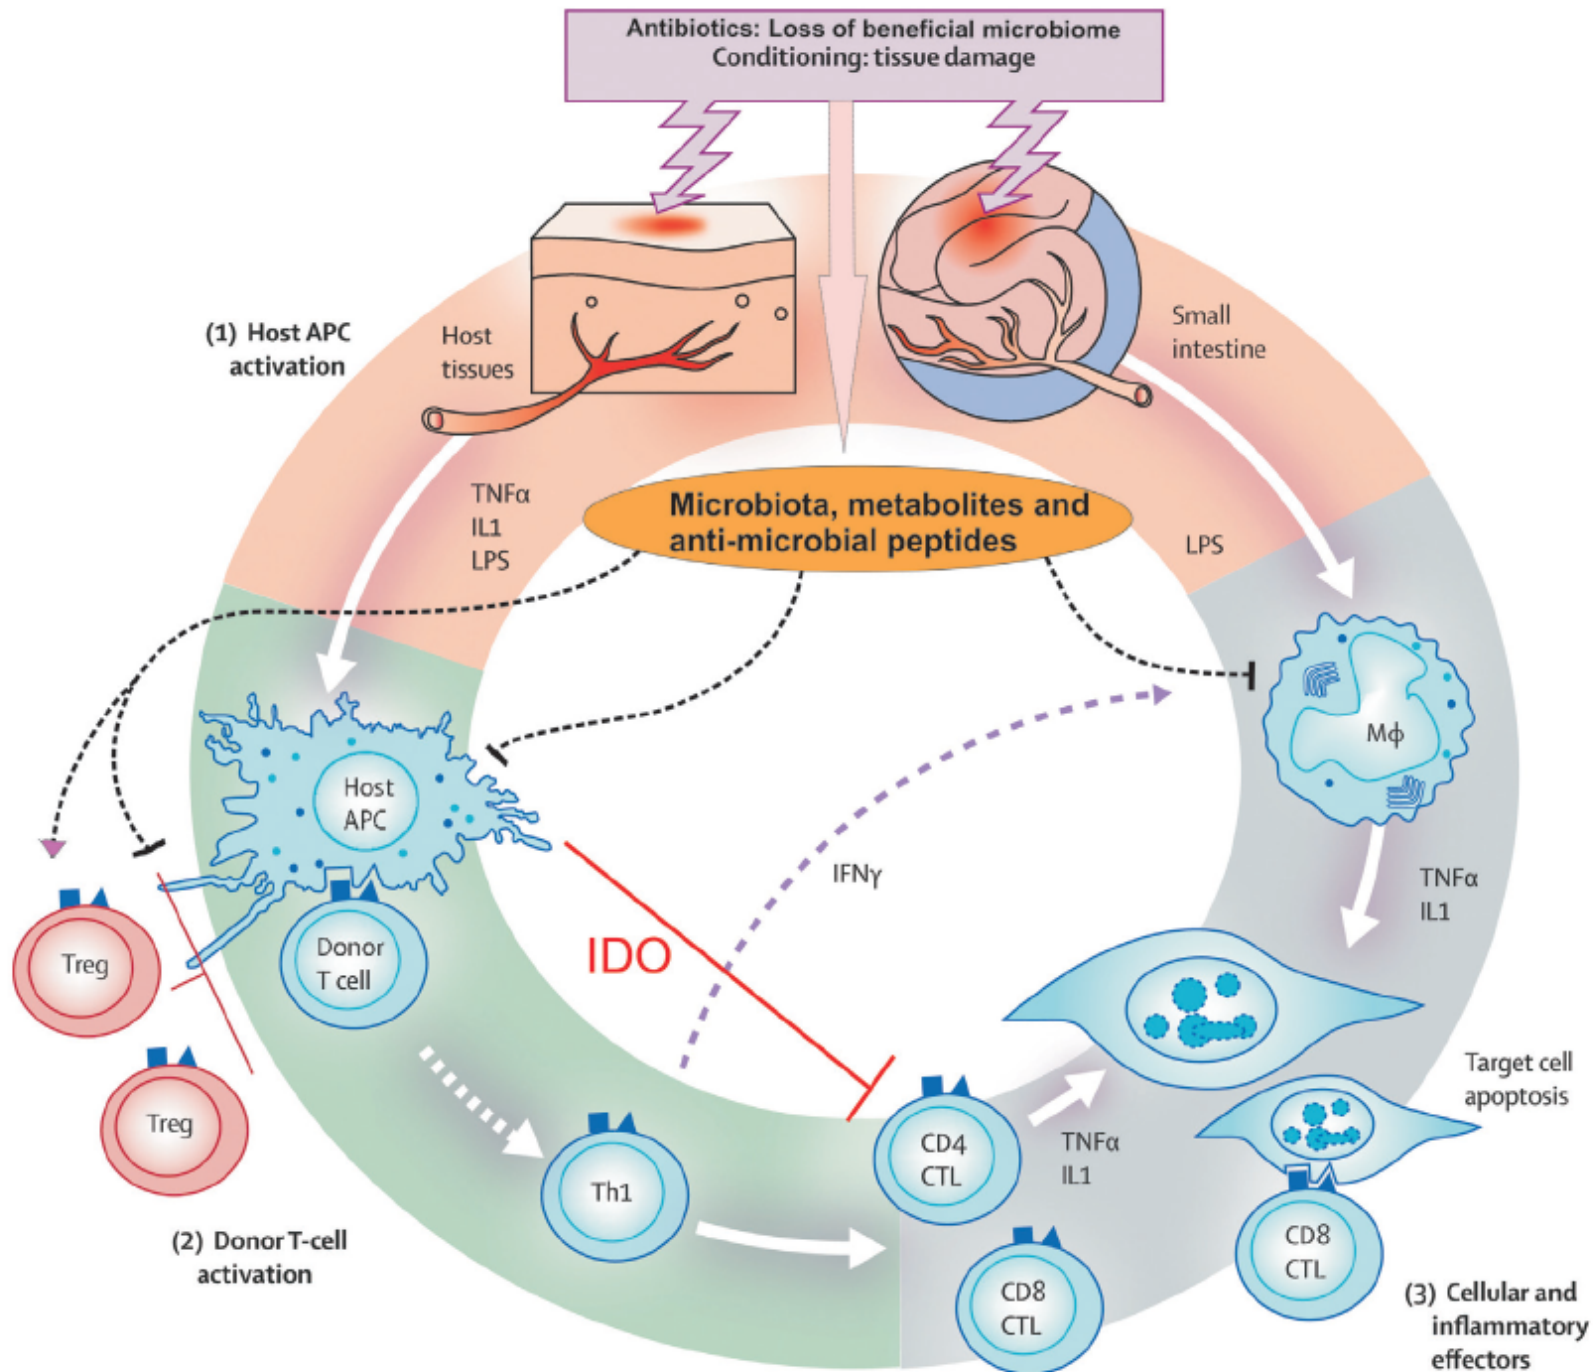 Antibiotics: Loss of beneficial microbiome
Conditioning: tissue damage
(1) Host APC
activation
Host
tissues
Small
intestine
TNFα
IL1
LPS
Microbiota, metabolites and
anti-microbial peptides
LPS
Mϕ
Host
APC
IFNγ
TNFα
IL1
Treg
Donor
T cell
IDO
Treg
Th1
CD4
CTL
TNFα
IL1
Target cell
apoptosis
(2) Donor T-cell
activation
CD8
CTL
CD8
CTL
(3) Cellular and
inflammatory
effectors